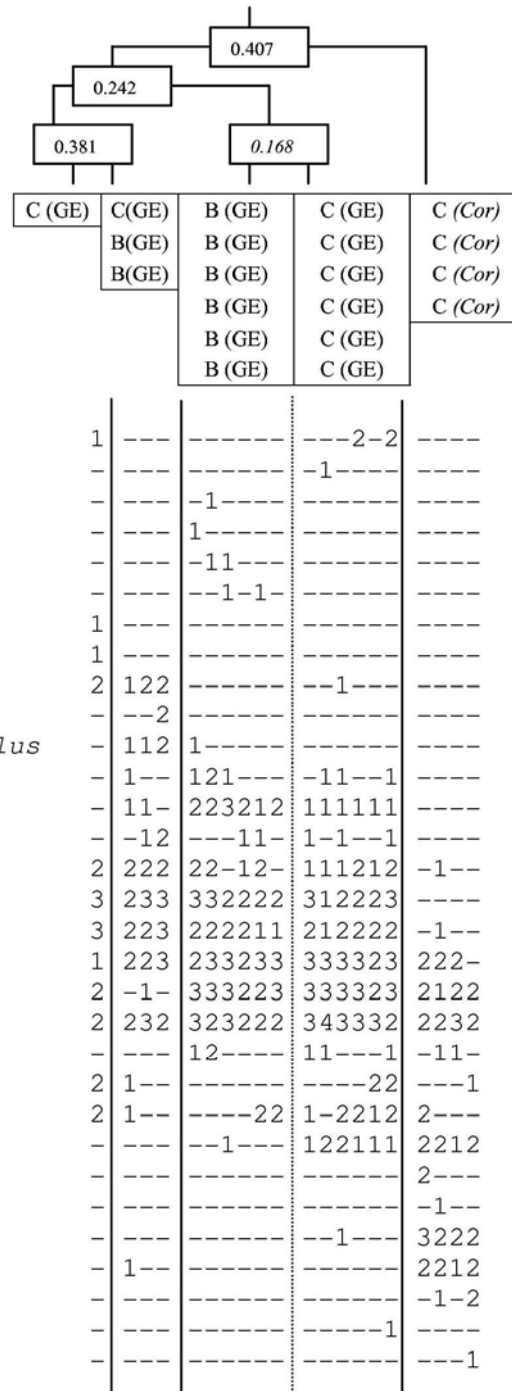 0.407
0.242
0.381 0.168
C (GE) C(GE) B (GE) C (GE) C (Cor)
B(GE) B (GE) C (GE) C (Cor)
B(GE) B (GE) C (GE) C (Cor)
B (GE) C (GE) C (Cor)
B (GE) C (GE)
B (GE) C (GE)
1 --- ------ ---2-2 ----
- --- ------ -1---- ----
- --- -1---- ------ ----
- --- 1----- ------ ----
- --- -11--- ------ ----
- --- --1-1- ------ ----
1 --- ------ ------ ----
1 --- ------ ------ ----
2 122 ------ --1--- ----
- --2 ------ ------ ----
lus - 112 1----- ------ ----
- 1-- 121--- -11--1 ----
- 11- 223212 111111 ----
- -12 ---11- 1-1--1 ----
2 222 22-12- 111212 -1--
3 233 332222 312223 ----
3 223 222211 212222 -1--
1 223 233233 333323 222-
2 -1- 333223 333323 2122
2 232 323222 343332 2232
- --- 12---- 11---1 -11-
2 1-- ------ ----22 ---1
2 1-- ----22 1-2212 2---
- --- --1--- 122111 2212
- --- ------ ------ 2---
- --- ------ ------ -1--
- --- ------ --1--- 3222
- 1-- ------ ------ 2212
- --- ------ ------ -1-2
- --- ------ -----1 ----
- --- ------ ------ ---1